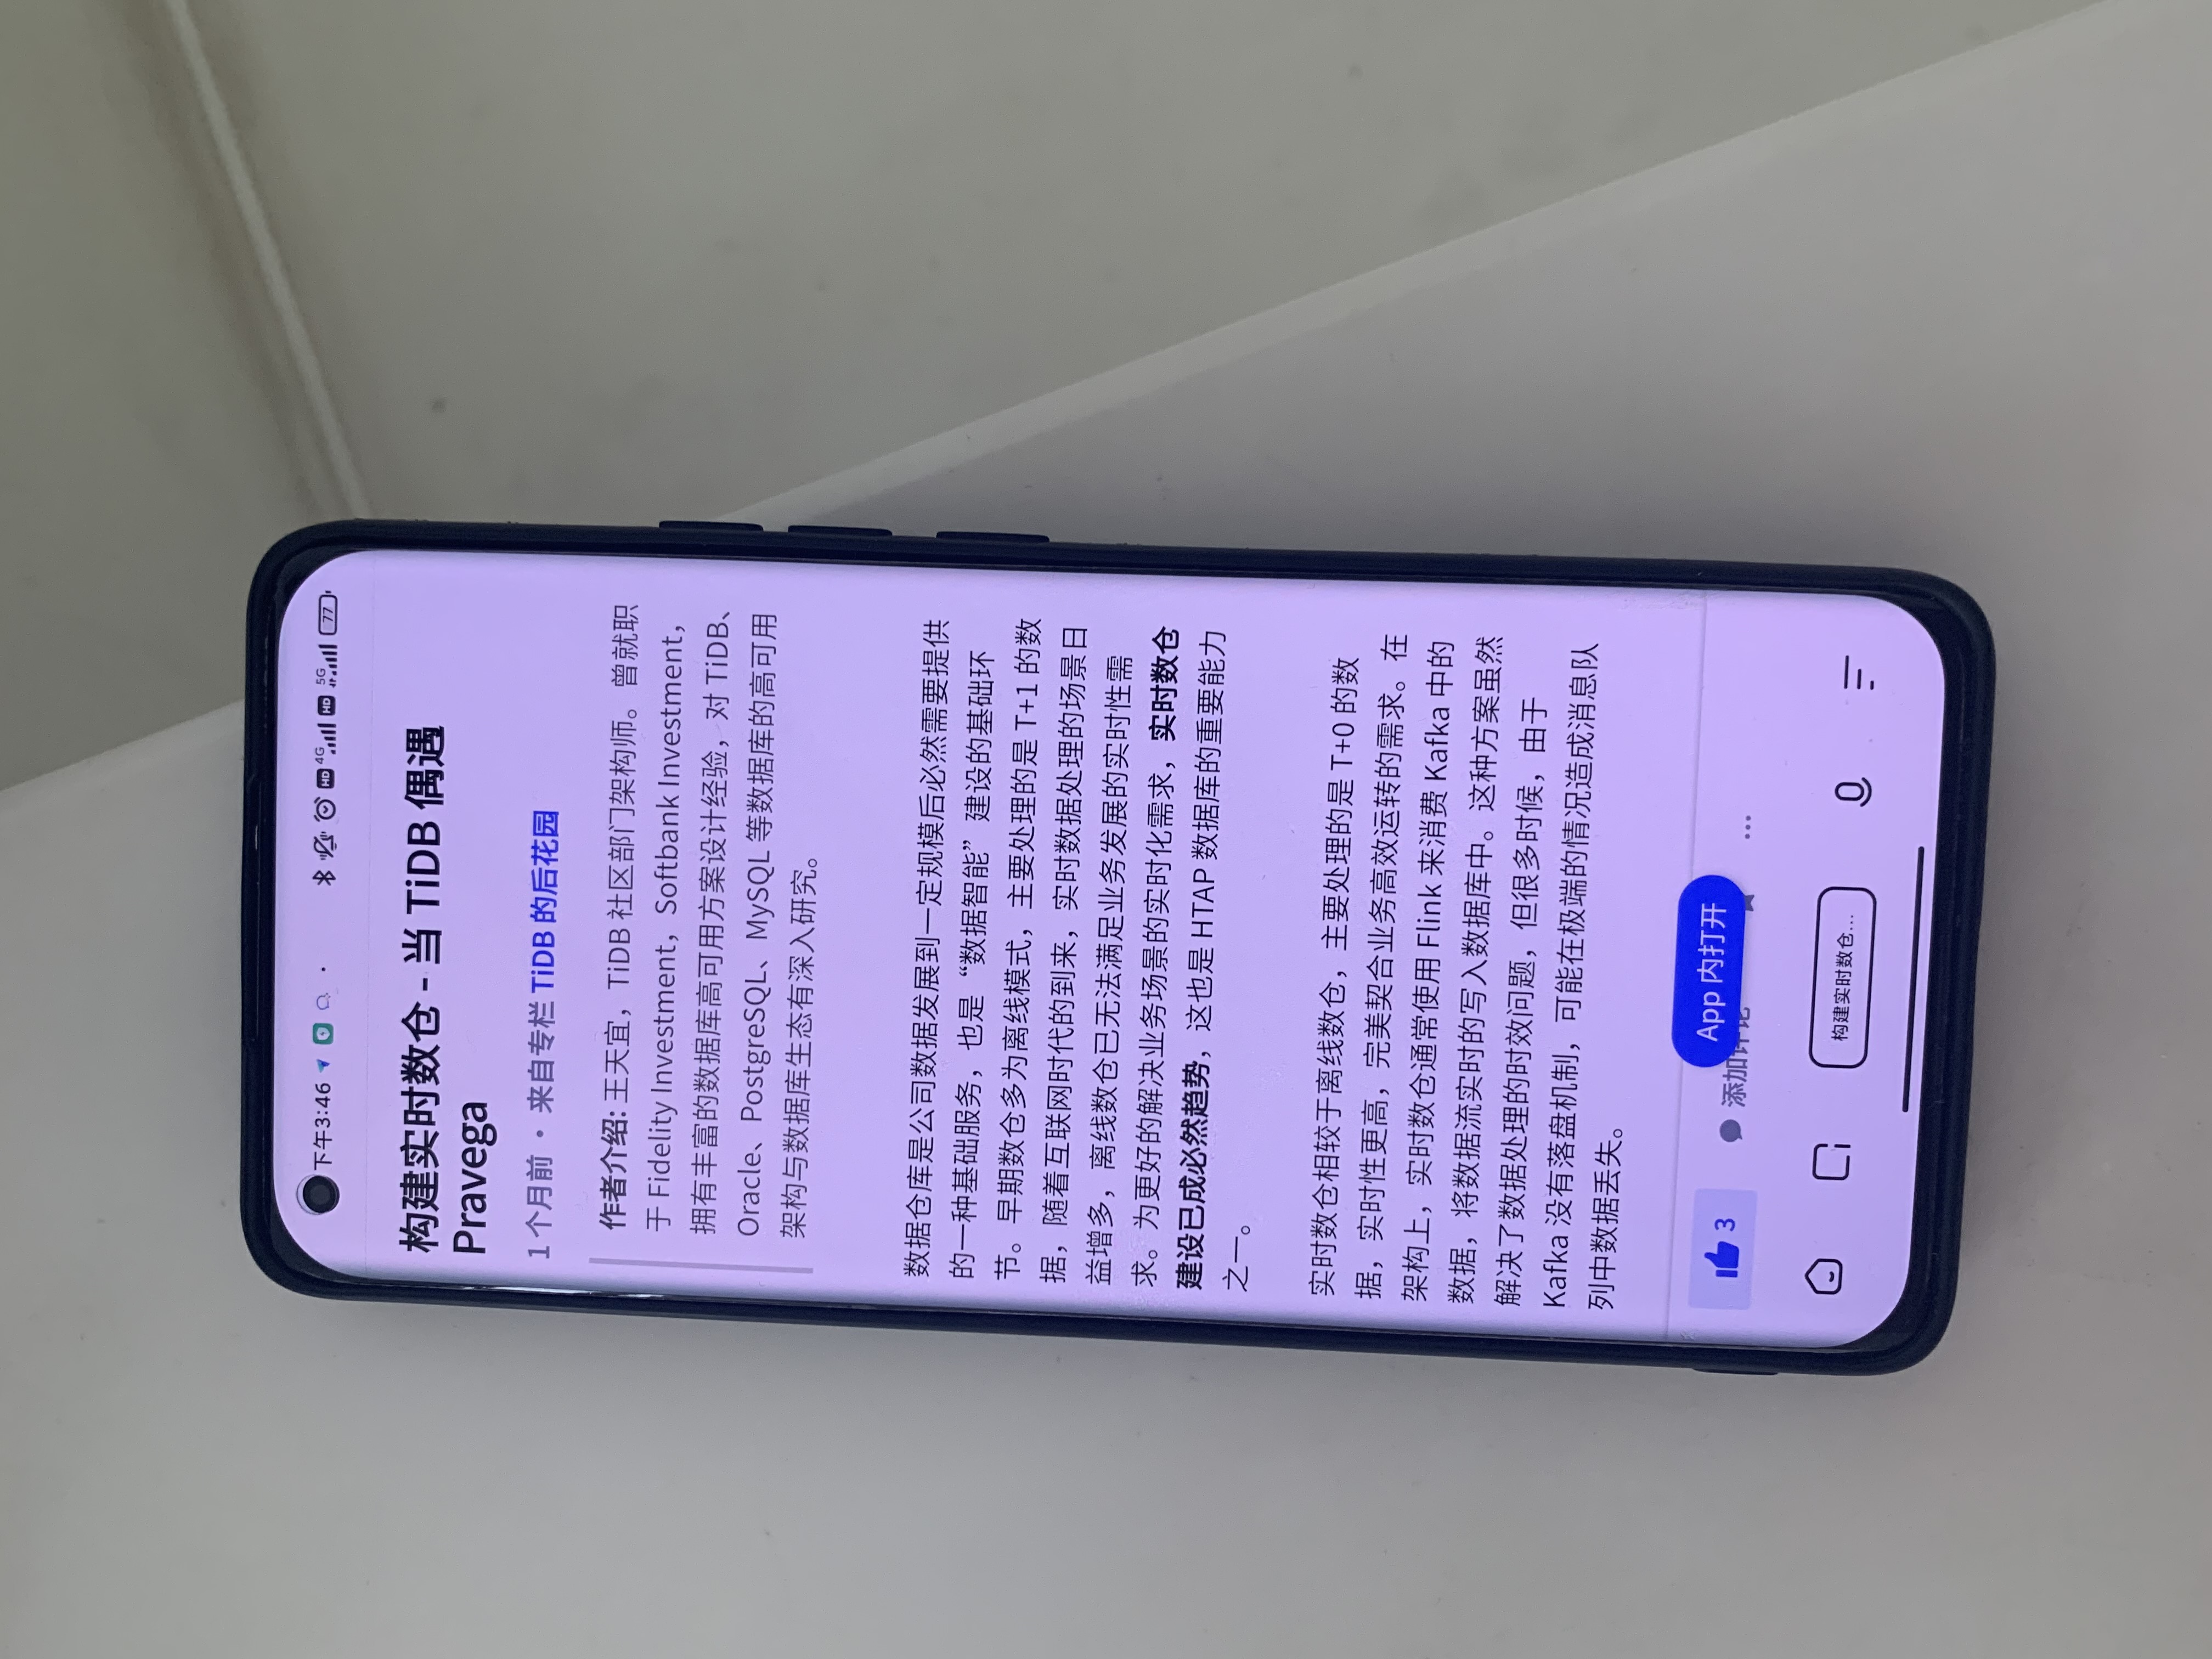 下午3:46
HD 4G HD 5G 77
构建实时数仓 - 当 TiDB 偶遇
Pravega
1 个月前 · 来自专栏 TiDB 的后花园
作者介绍: 王天宜，TiDB 社区部门架构师。曾就职
于 Fidelity Investment，Softbank Investment，
拥有丰富的数据库高可用方案设计经验，对 TiDB、
Oracle、PostgreSQL、MySQL 等数据库的高可用
架构与数据库生态有深入研究。
数据仓库是公司数据发展到一定规模后必然需要提供
的一种基础服务，也是“数据智能”建设的基础环
节。早期数仓多为离线模式，主要处理的是 T+1 的数
据，随着互联网时代的到来，实时数据处理的场景日
益增多，离线数仓已无法满足业务发展的实时性需
求。为更好的解决业务场景的实时化需求，实时数仓
建设已成必然趋势，这也是 HTAP 数据库的重要能力
之一。
实时数仓相较于离线数仓，主要处理的是 T+0 的数
据，实时性更高，完美契合业务高效运转的需求。在
架构上，实时数仓通常使用 Flink 来消费 Kafka 中的
数据，将数据流实时的写入数据库中。这种方案虽然
解决了数据处理的时效问题，但很多时候，由于
Kafka 没有落盘机制，可能在极端的情况造成消息队
列中数据丢失。
App 内打开
3 添加评论 ...
构建实时数仓...